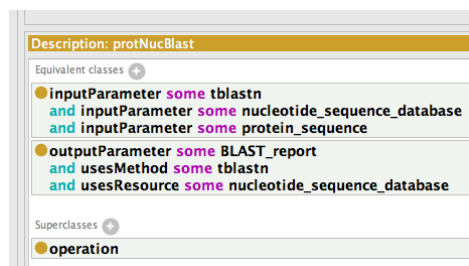 Description: protNucBlast
Equivalent classes
inputParameter some tblastn
and inputParameter some nucleotide_sequence_database
and inputParameter some protein_sequence
outputParameter some BLAST_report
and usesMethod some tblastn
and usesResource some nucleotide_sequence_database
Superclasses
operation